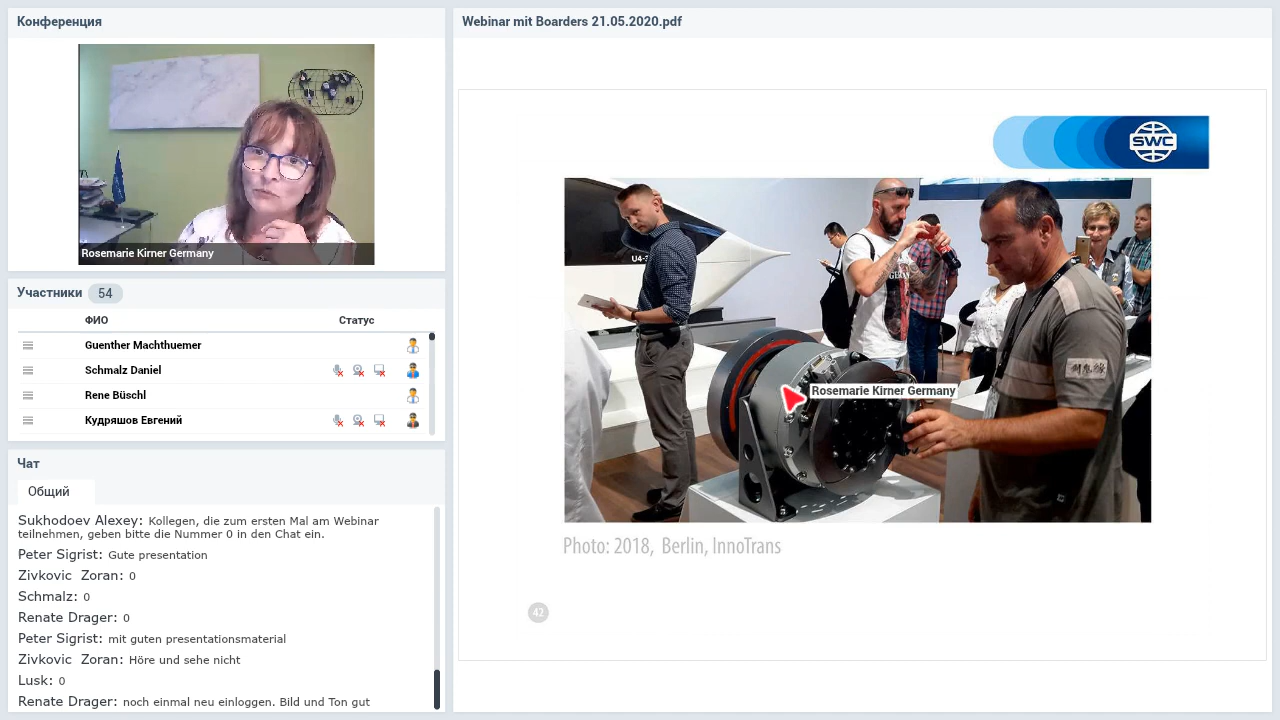 Конференция
Rosemarie Kirner Germany
Участники 54
ФИО Статус
Guenther Machthuemer
Schmalz Daniel
Rene Büschl
Кудряшов Евгений
Чат
Общий
Sukhodoev Alexey: Kollegen, die zum ersten Mal am Webinar
teilnehmen, geben bitte die Nummer 0 in den Chat ein.
Peter Sigrist: Gute presentation
Zivkovic Zoran: 0
Schmalz: 0
Renate Drager: 0
Peter Sigrist: mit guten presentationsmaterial
Zivkovic Zoran: Höre und sehe nicht
Lusk: 0
Renate Drager: noch einmal neu einloggen. Bild und Ton gut
Webinar mit Boarders 21.05.2020.pdf
SWC
Rosemarie Kirner Germany
Photo: 2018, Berlin, InnoTrans
42